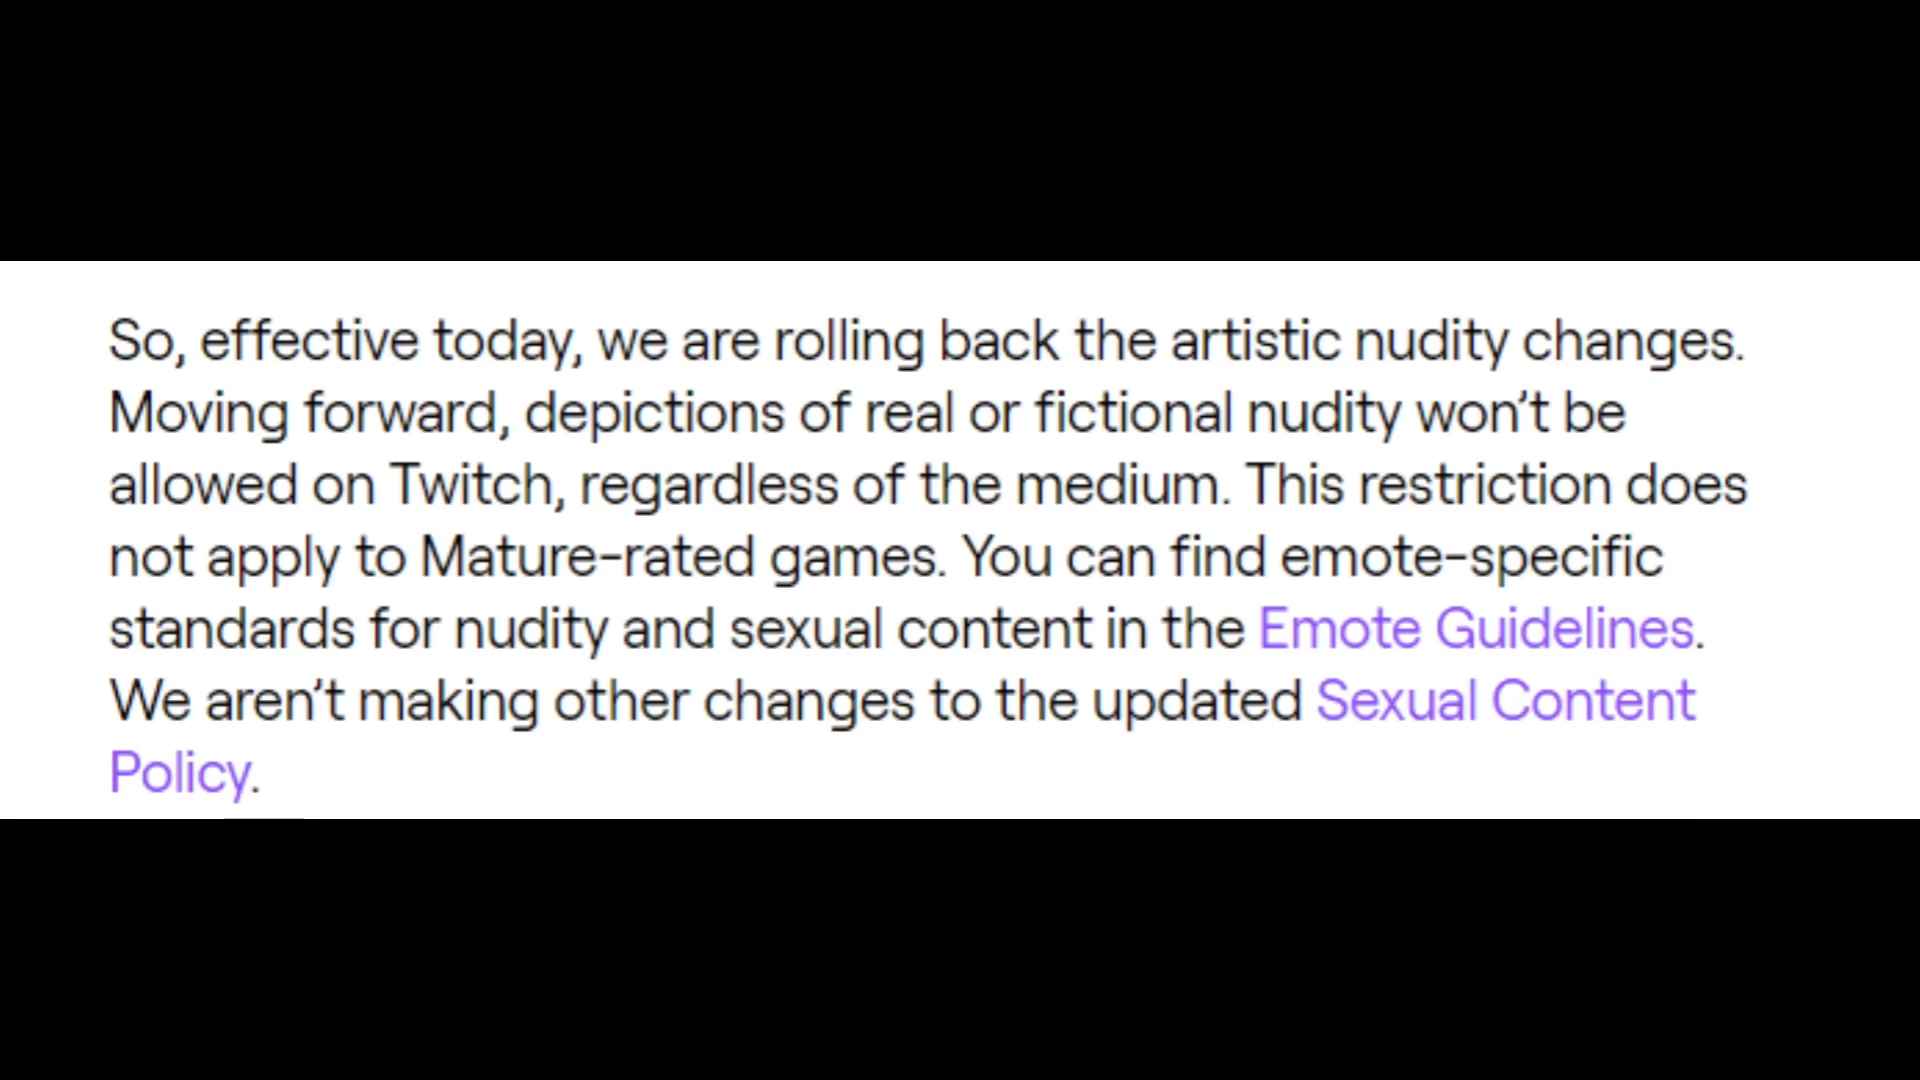 So, effective today, we are rolling back the artistic nudity changes.
Moving forward, depictions of real or fictional nudity won’t be
allowed on Twitch, regardless of the medium. This restriction does
not apply to Mature-rated games. You can find emote-specific
standards for nudity and sexual content in the Emote Guidelines.
We aren’t making other changes to the updated Sexual Content
Policy.